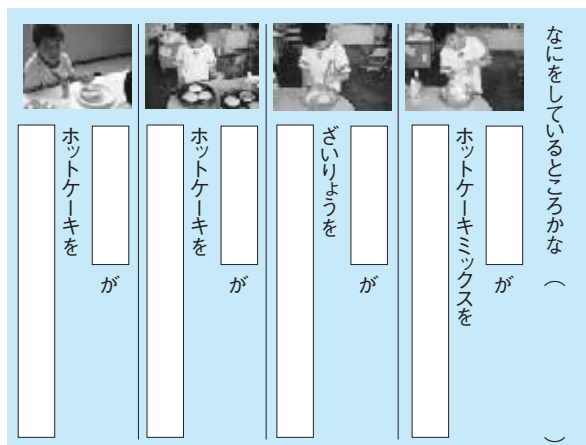 なにをしているところかな（　　　　　）
が
ホットケーキミックスを
が
ざいりょうを
が
ホットケーキを
が
ホットケーキを